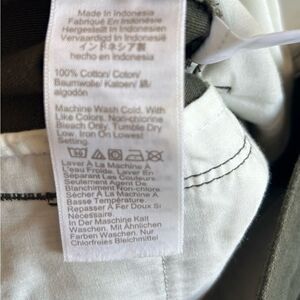 Made In Indonesia
Fabriqué En Indonésie
Hergestellt In Indonesien
Vervaardigd In Indonesië
インドネシア製
hecho en Indonesia
100% Cotton/ Coton/
Baumwolle/ Katoen/ 綿/
algodón
Machine Wash Cold. With
Like Colors. Non-chlorine
Bleach Only. Tumble Dry
Low. Iron On Lowest
Setting.
Laver À La Machine À
L'eau Froide. Laver En
Séparant Les Couleurs.
Seulement Agent De
Blanchiment Non-chloré.
Sécher À La Machine À
Basse Température.
Repasser À Fer Doux Si
Nécessaire.
In Der Maschine Kalt
Waschen. Mit Ähnlichen
Farben Waschen. Nur
Chlorfreies Bleichmittel